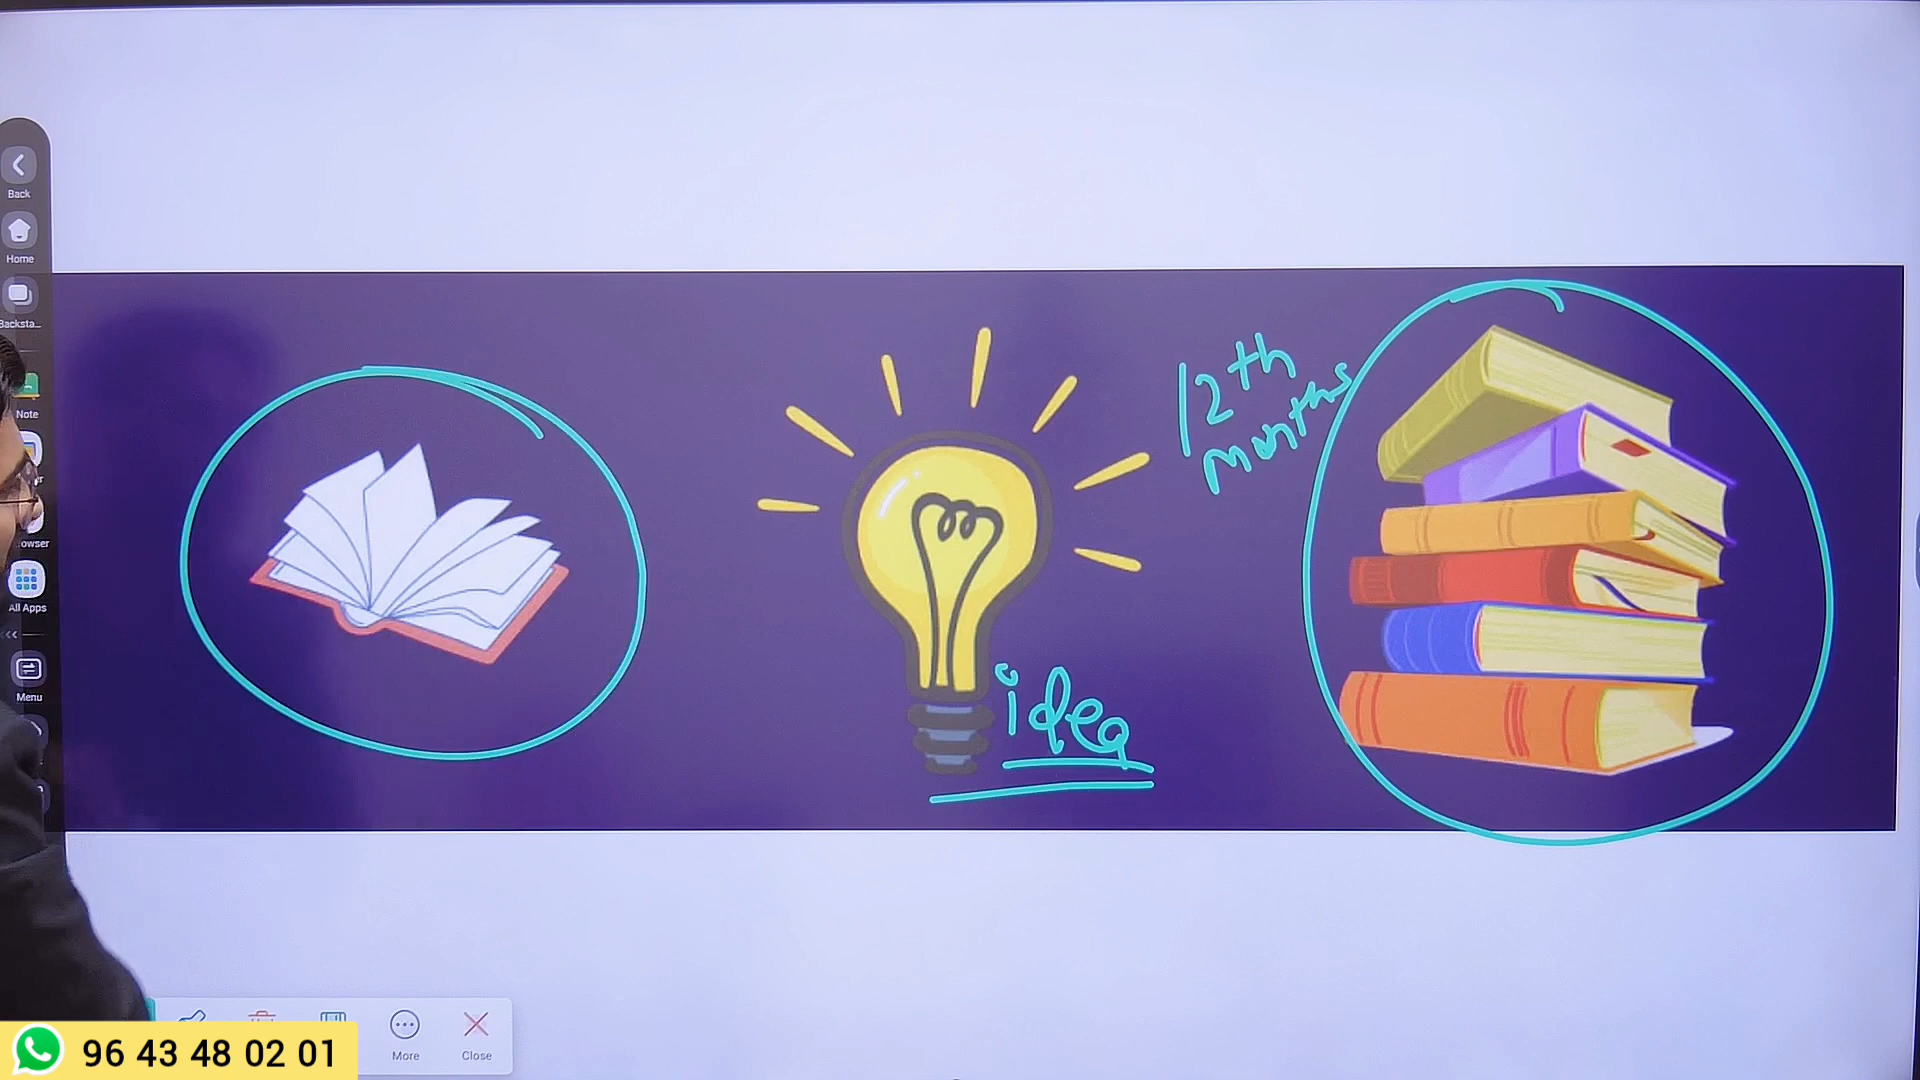 Back
Home
Backsta...
Note
owser
All Apps
Menu
12th
months
idea
More
Close
96 43 48 02 01